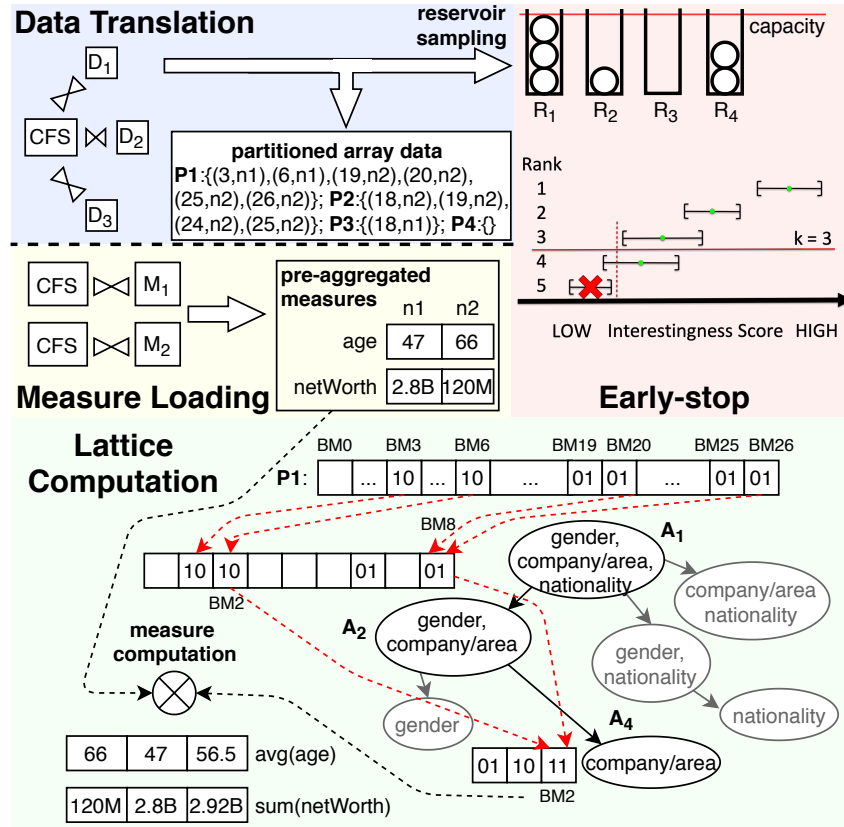 Data Translation
reservoir
sampling
capacity
D1
CFS
D2
D3
R1 R2 R3 R4
partitioned array data
P1:{(3,n1),(6,n1),(19,n2),(20,n2),
(25,n2),(26,n2)}; P2:{(18,n2),(19,n2),
(24,n2),(25,n2)}; P3:{(18,n1)}; P4:{}
Rank
1
2
3
k = 3
4
5
LOW Interestingness Score HIGH
Early-stop
CFS M1
CFS M2
Measure Loading
pre-aggregated
measures
n1 n2
age 47 66
netWorth 2.8B 120M
Lattice
Computation
BM0 BM3 BM6 BM19 BM20 BM25 BM26
P1: ... 10 ... 10 ... 01 01 ... 01 01
BM8
10 10 01 01
BM2
A1
gender,
company/area,
nationality
company/area
nationality
A2
gender,
company/area
gender,
nationality
gender
nationality
A4
company/area
measure
computation
01 10 11
BM2
66 47 56.5 avg(age)
120M 2.8B 2.92B sum(netWorth)